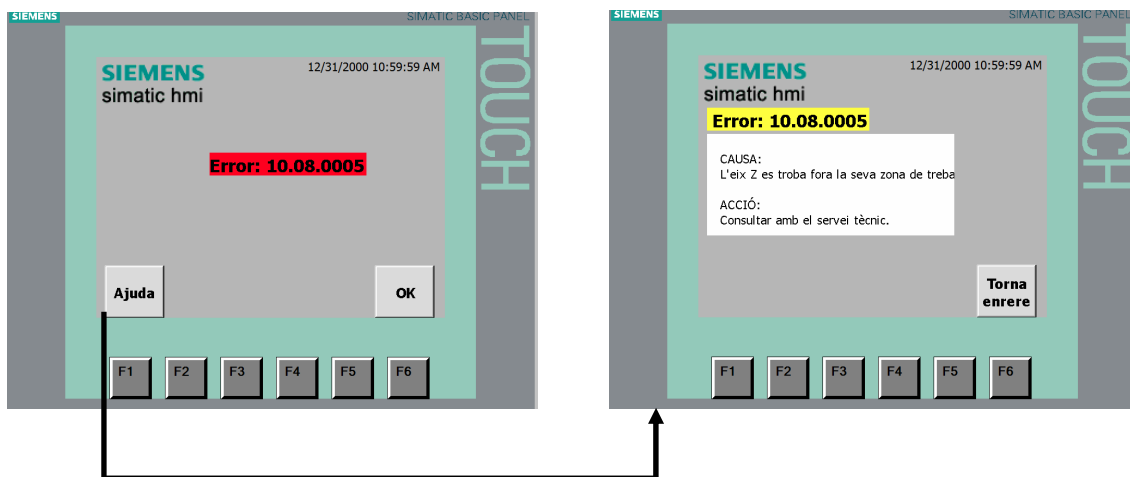 SIEMENS
SIMATIC BASIC PANEL
TOUCH
SIEMENS
12/31/2000 10:59:59 AM
simatic hmi
Error: 10.08.0005
Ajuda
OK
F1 F2 F3 F4 F5 F6
SIEMENS
SIMATIC BASIC PANEL
TOUCH
SIEMENS
12/31/2000 10:59:59 AM
simatic hmi
Error: 10.08.0005
CAUSA:
L'eix Z es troba fora la seva zona de treba
ACCIÓ:
Consultar amb el servei tècnic.
Torna
enrere
F1 F2 F3 F4 F5 F6